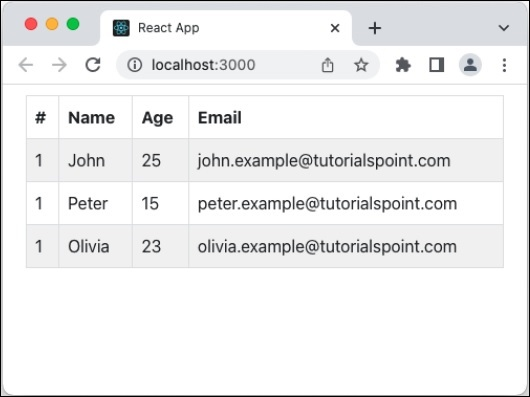 React App
localhost:3000
# Name Age Email
1 John 25 john.example@tutorialspoint.com
1 Peter 15 peter.example@tutorialspoint.com
1 Olivia 23 olivia.example@tutorialspoint.com